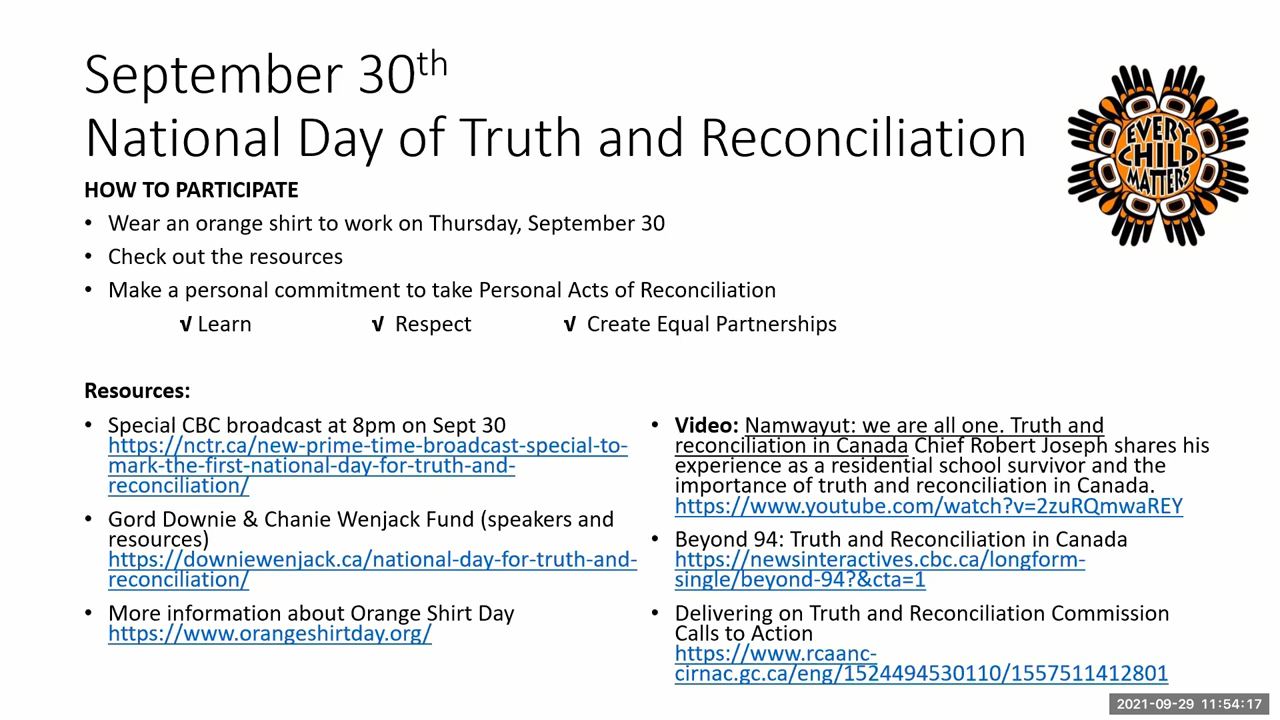 September 30th
National Day of Truth and Reconciliation
EVERY
CHILD
MATTERS
HOW TO PARTICIPATE
• Wear an orange shirt to work on Thursday, September 30
• Check out the resources
• Make a personal commitment to take Personal Acts of Reconciliation
√ Learn √ Respect √ Create Equal Partnerships
Resources:
• Special CBC broadcast at 8pm on Sept 30
https://nctr.ca/new-prime-time-broadcast-special-to-
mark-the-first-national-day-for-truth-and-
reconciliation/
• Gord Downie & Chanie Wenjack Fund (speakers and
resources)
https://downiewenjack.ca/national-day-for-truth-and-
reconciliation/
• More information about Orange Shirt Day
https://www.orangeshirtday.org/
• Video: Namwayut: we are all one. Truth and
reconciliation in Canada Chief Robert Joseph shares his
experience as a residential school survivor and the
importance of truth and reconciliation in Canada.
https://www.youtube.com/watch?v=2zuRQmwaREY
• Beyond 94: Truth and Reconciliation in Canada
https://newsinteractives.cbc.ca/longform-
single/beyond-94?&cta=1
• Delivering on Truth and Reconciliation Commission
Calls to Action
https://www.rcaanc-
cirnac.gc.ca/eng/1524494530110/1557511412801
2021-09-29 11:54:17